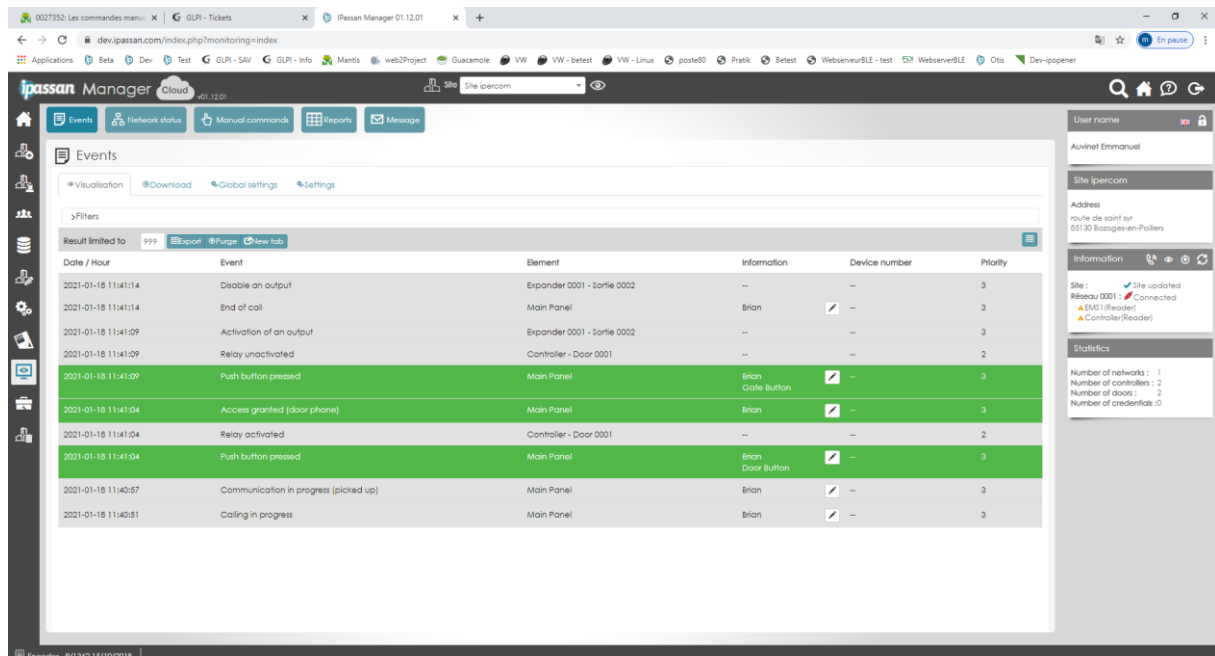 0027352: Les commandes manu
GLPI - Tickets
IPassan Manager 01.12.01
dev.ipassan.com/index.php?monitoring=index
En pause
Applications Beta Dev Test GLPI - SAV GLPI - Info Mantis web2Project Guacamole VW VW - betest VW - Linux poste80 Pratik Betest WebserveurBLE - test WebserverBLE Otis Dev-ipopener
ipassan Manager Cloud v01.12.01
Site Site ipercom
Events Network status Manual commands Reports Message
Events
Visualisation Download Global settings Settings
>Filters
Result limited to 999 Export Purge New tab
Date / Hour Event Element Information Device number Priority
2021-01-18 11:41:14 Disable an output Expander 0001 - Sortie 0002 -- -- 3
2021-01-18 11:41:14 End of call Main Panel Brian -- 3
2021-01-18 11:41:09 Activation of an output Expander 0001 - Sortie 0002 -- -- 3
2021-01-18 11:41:09 Relay unactivated Controller - Door 0001 -- -- 2
2021-01-18 11:41:09 Push button pressed Main Panel Brian -- 3
Gate Button
2021-01-18 11:41:04 Access granted (door phone) Main Panel Brian -- 3
2021-01-18 11:41:04 Relay activated Controller - Door 0001 -- -- 2
2021-01-18 11:41:04 Push button pressed Main Panel Brian -- 3
Door Button
2021-01-18 11:40:57 Communication in progress (picked up) Main Panel Brian -- 3
2021-01-18 11:40:51 Calling in progress Main Panel Brian -- 3
User name
Auvinet Emmanuel
Site Ipercom
Address
route de saint syr
85130 Bazoges-en-Paillers
Information
Site : Site updated
Réseau 0001 : Connected
EMS1(Reader)
Controller(Reader)
Statistics
Number of networks : 1
Number of controllers : 2
Number of doors : 2
Number of credentials :0